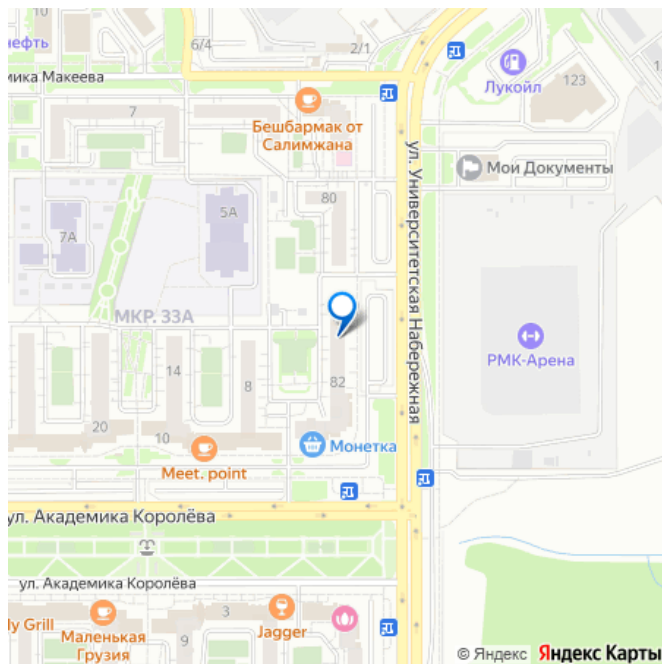 10
6/4
2/1
нефть
Лукойл
123
мика Макеева
7
Бешбармак от
Салимжана
ул. Университетская Набережная
Мои Документы
80
5А
7А
МКР. 33А
РМК-Арена
14
8
82
20
10
Монетка
Meet. point
ул. Академика Королёва
ул. Академика Королёва
ly Grill
Маленькая
Грузия
3
9
Jagger
© Яндекс
Яндекс Карты